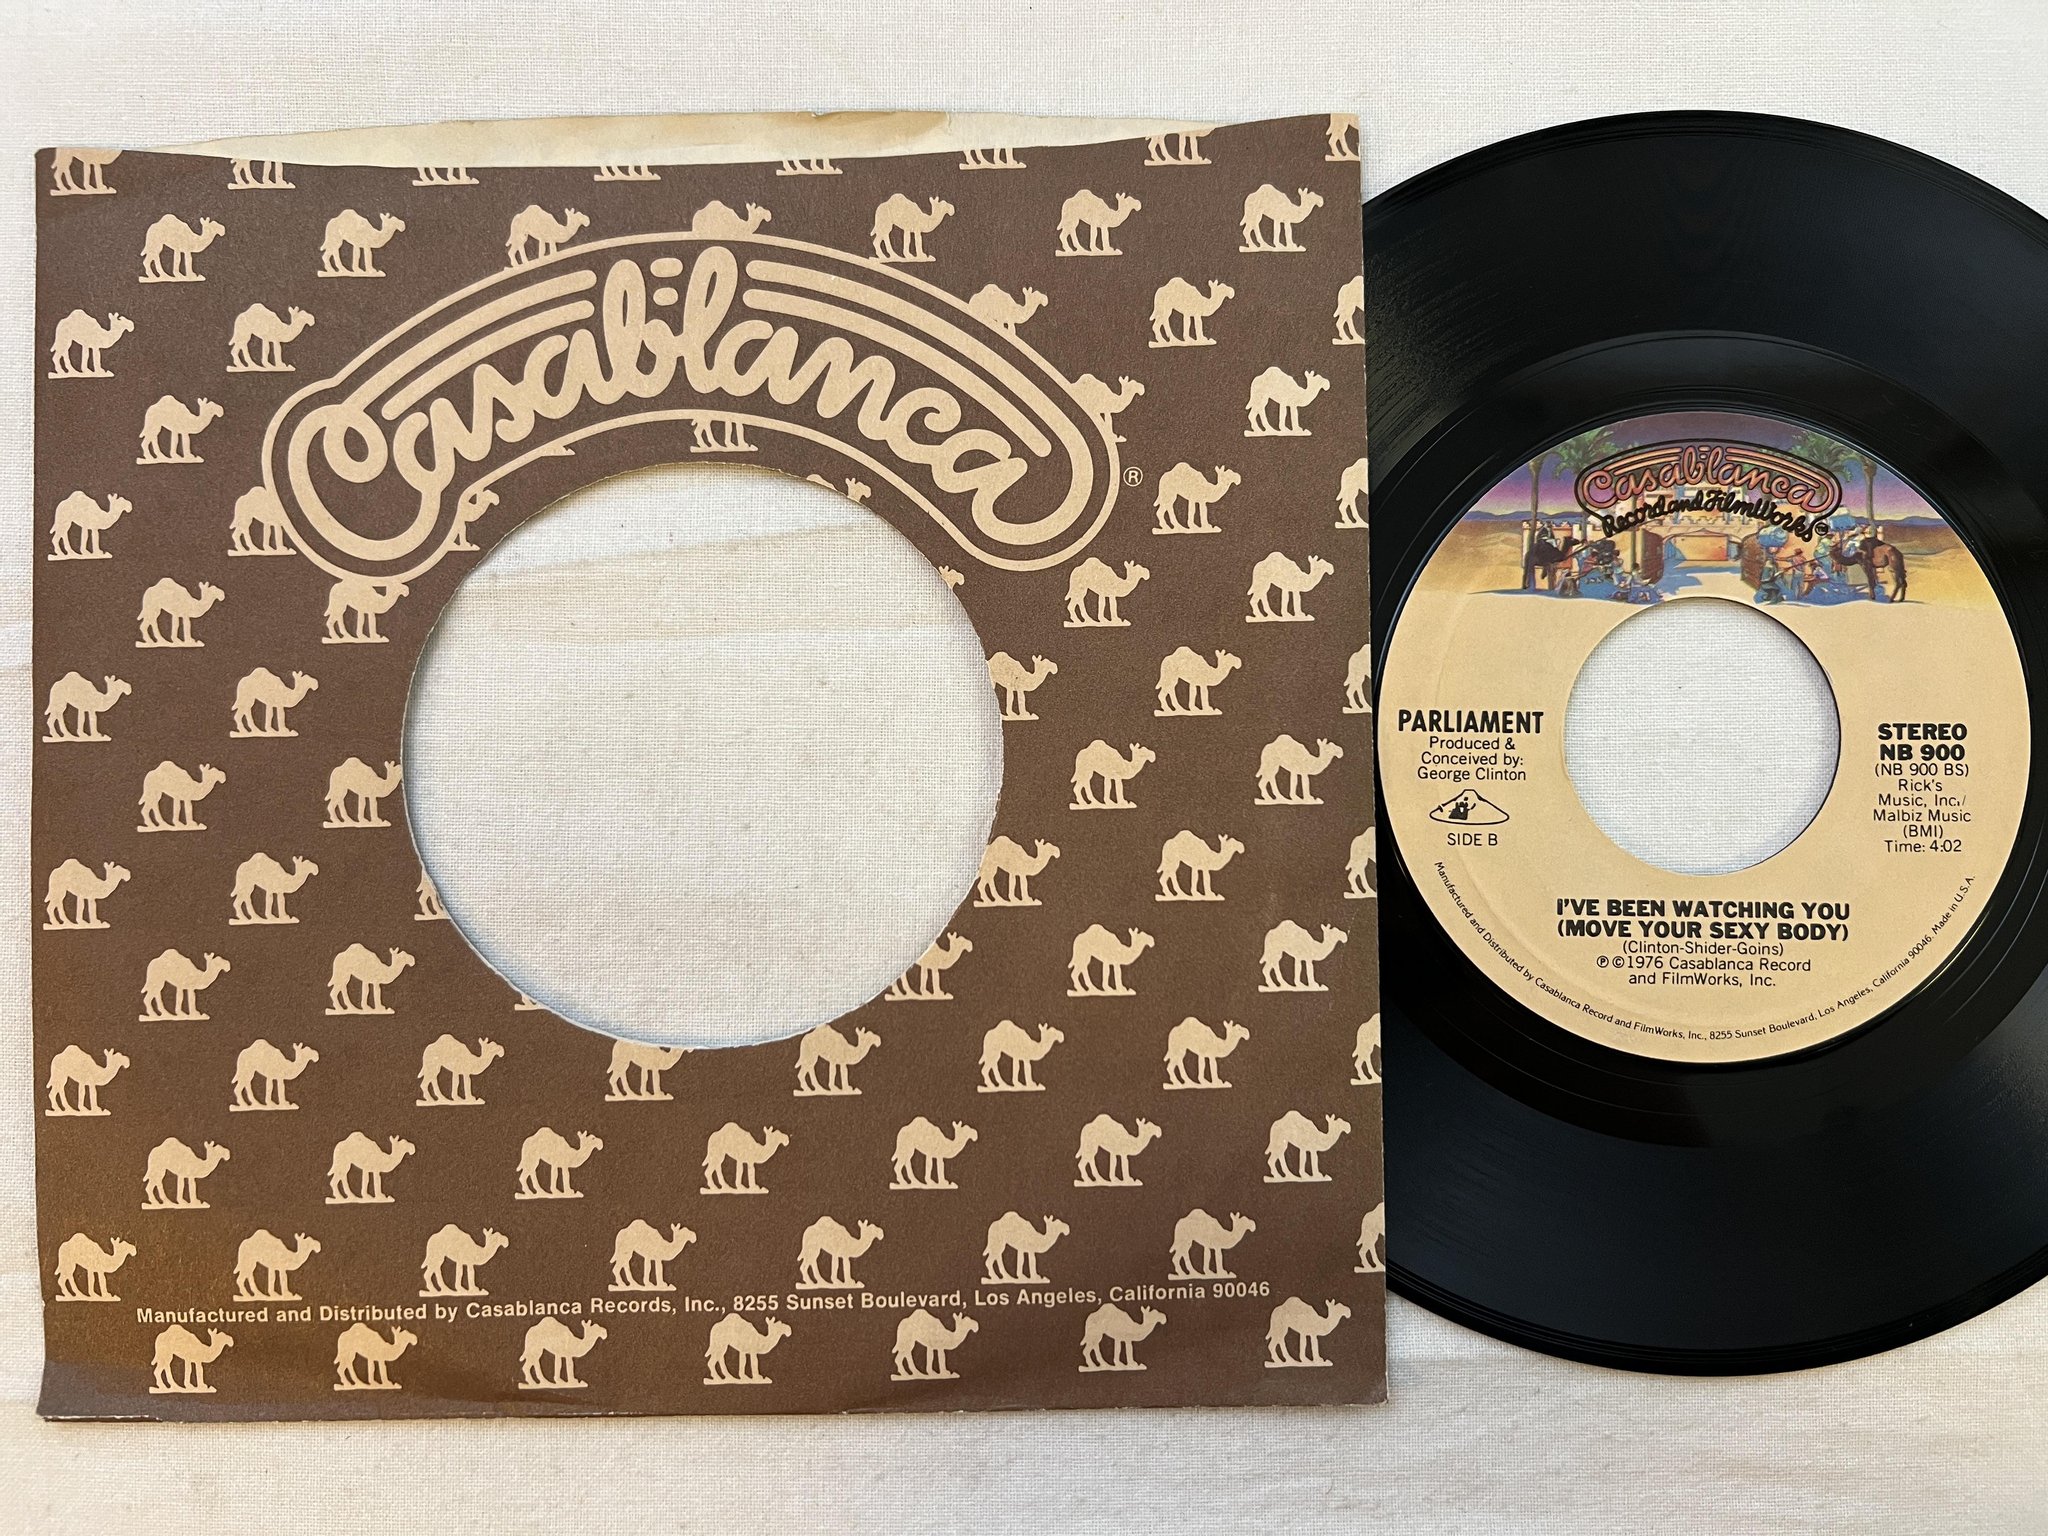 Casablanca
®
Manufactured and Distributed by Casablanca Records, Inc., 8255 Sunset Boulevard, Los Angeles, California 90046
Casablanca
Record and FilmWorks
PARLIAMENT
Produced &
Conceived by:
George Clinton
SIDE B
STEREO
NB 900
(NB 900 BS)
Rick's
Music, Inc./
Malbiz Music
(BMI)
Time: 4:02
I'VE BEEN WATCHING YOU
(MOVE YOUR SEXY BODY)
(Clinton-Shider-Goins)
℗ © 1976 Casablanca Record
and FilmWorks, Inc.
Manufactured and Distributed by Casablanca Record and FilmWorks, Inc., 8255 Sunset Boulevard, Los Angeles, California 90046. Made in U.S.A.